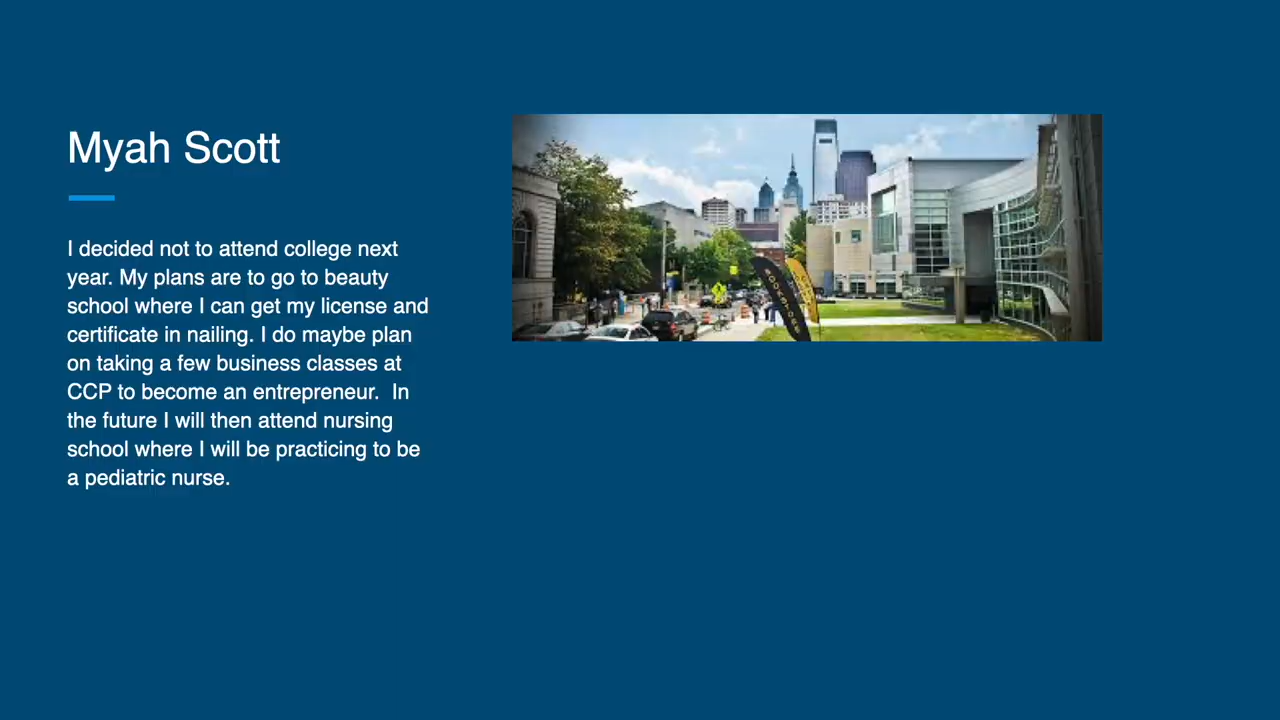 Myah Scott
I decided not to attend college next
year. My plans are to go to beauty
school where I can get my license and
certificate in nailing. I do maybe plan
on taking a few business classes at
CCP to become an entrepreneur.  In
the future I will then attend nursing
school where I will be practicing to be
a pediatric nurse.
BOOKSTORE